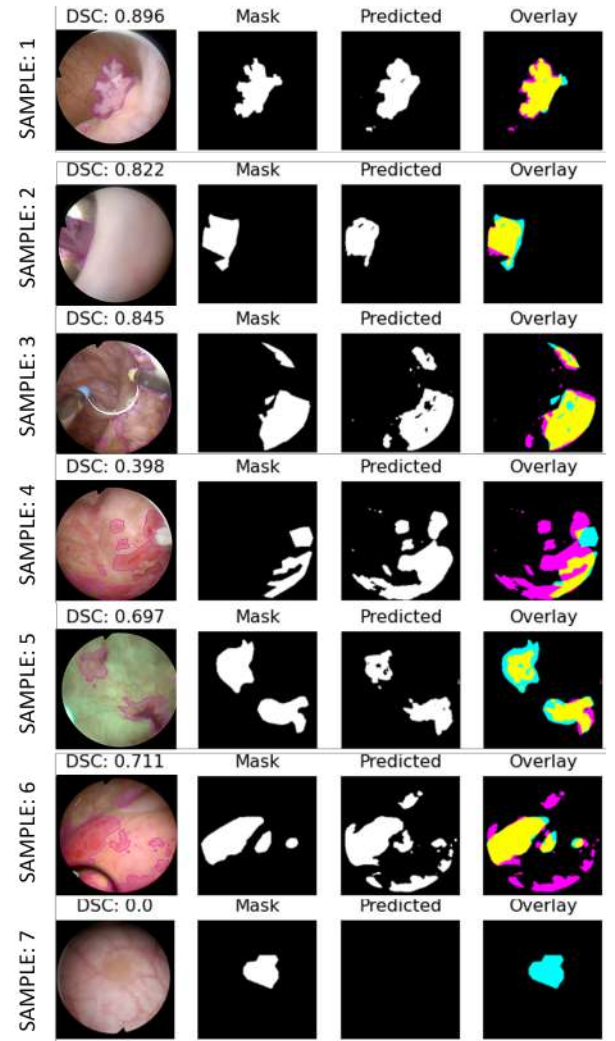 DSC: 0.896 Mask Predicted Overlay
SAMPLE: 1
DSC: 0.822 Mask Predicted Overlay
SAMPLE: 2
DSC: 0.845 Mask Predicted Overlay
SAMPLE: 3
DSC: 0.398 Mask Predicted Overlay
SAMPLE: 4
DSC: 0.697 Mask Predicted Overlay
SAMPLE: 5
DSC: 0.711 Mask Predicted Overlay
SAMPLE: 6
DSC: 0.0 Mask Predicted Overlay
SAMPLE: 7